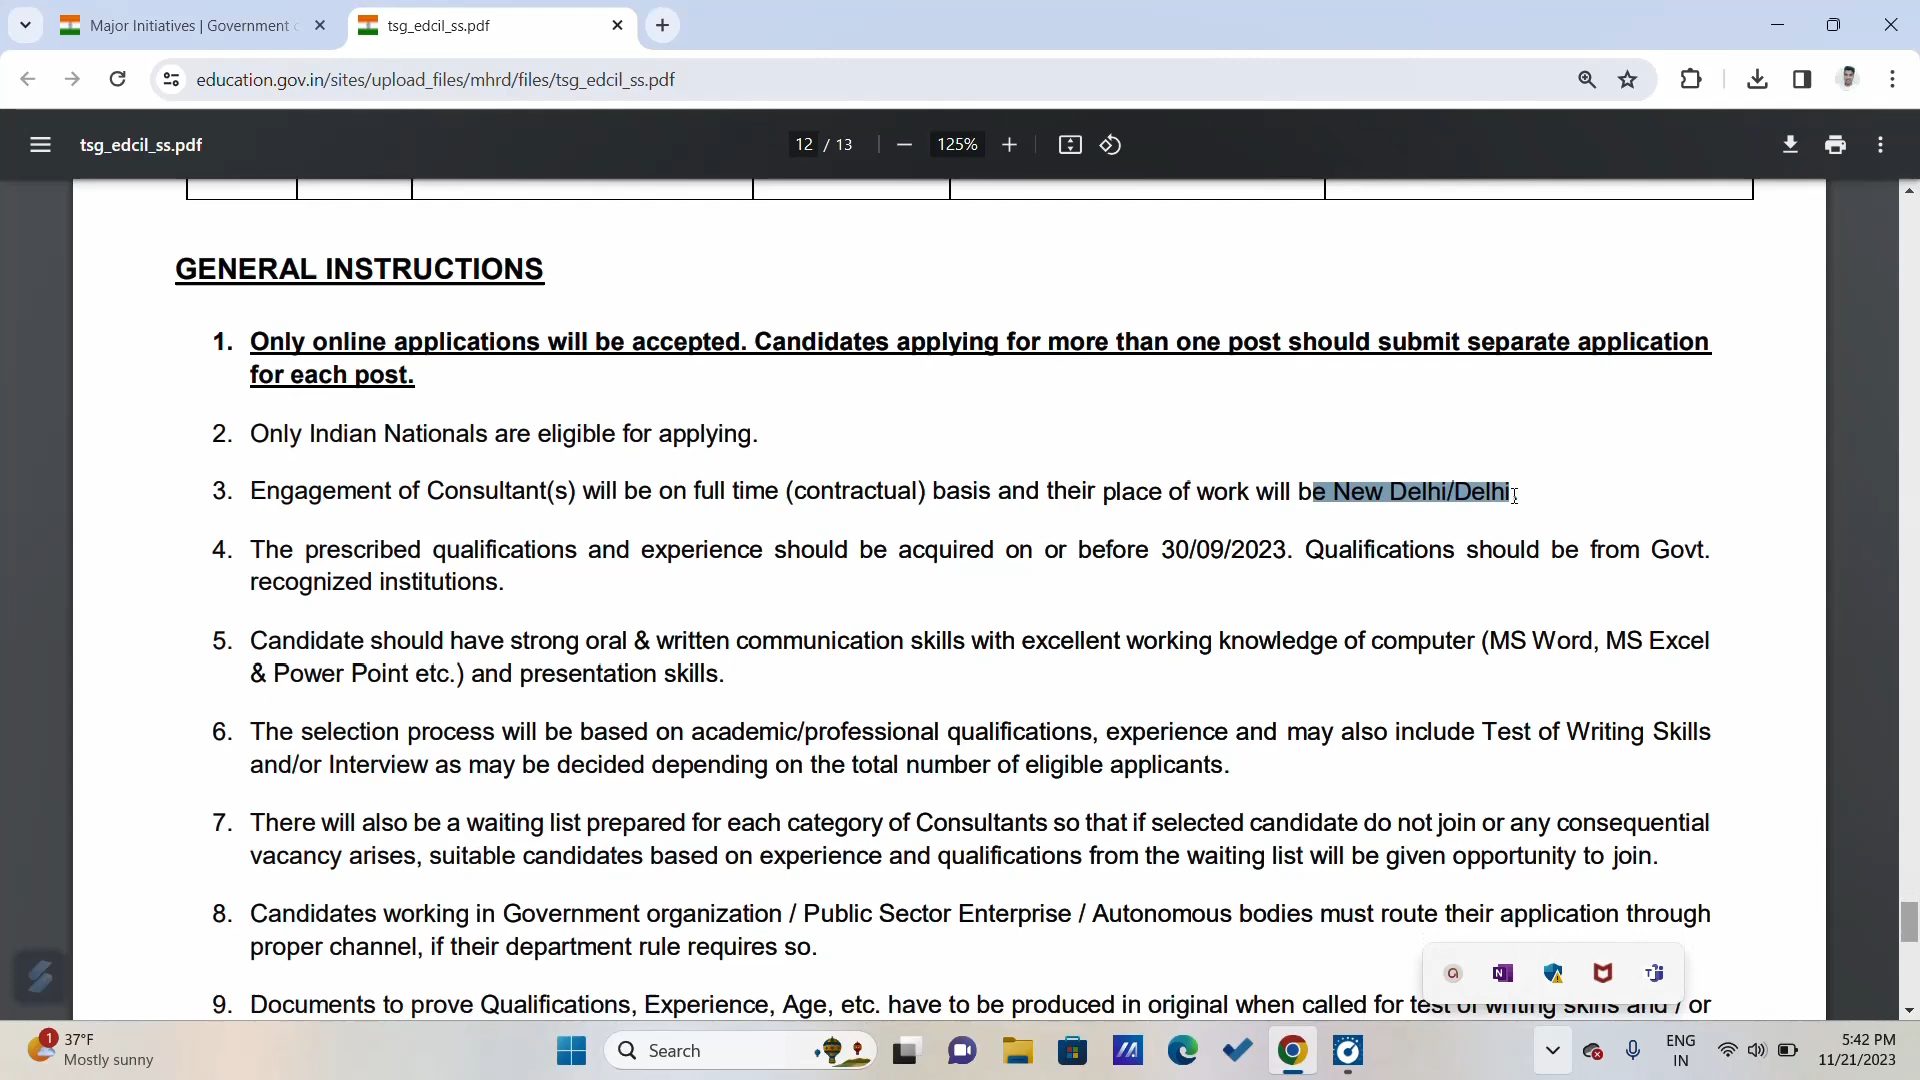 Major Initiatives | Government
tsg_edcil_ss.pdf
education.gov.in/sites/upload_files/mhrd/files/tsg_edcil_ss.pdf
tsg_edcil_ss.pdf
12 / 13
125%
GENERAL INSTRUCTIONS
1. Only online applications will be accepted. Candidates applying for more than one post should submit separate application
for each post.
2. Only Indian Nationals are eligible for applying.
3. Engagement of Consultant(s) will be on full time (contractual) basis and their place of work will be New Delhi/Delhi.
4. The prescribed qualifications and experience should be acquired on or before 30/09/2023. Qualifications should be from Govt.
recognized institutions.
5. Candidate should have strong oral & written communication skills with excellent working knowledge of computer (MS Word, MS Excel
& Power Point etc.) and presentation skills.
6. The selection process will be based on academic/professional qualifications, experience and may also include Test of Writing Skills
and/or Interview as may be decided depending on the total number of eligible applicants.
7. There will also be a waiting list prepared for each category of Consultants so that if selected candidate do not join or any consequential
vacancy arises, suitable candidates based on experience and qualifications from the waiting list will be given opportunity to join.
8. Candidates working in Government organization / Public Sector Enterprise / Autonomous bodies must route their application through
proper channel, if their department rule requires so.
9. Documents to prove Qualifications, Experience, Age, etc. have to be produced in original when called for test of writing skills and / or
1
37°F
Mostly sunny
Search
ENG
IN
5:42 PM
11/21/2023